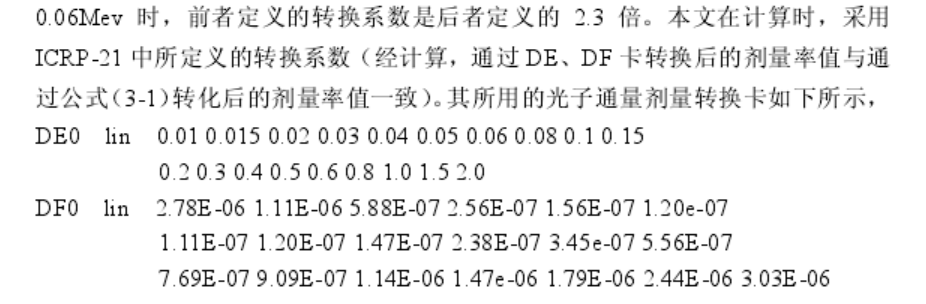 0.06Mev 时，前者定义的转换系数是后者定义的 2.3 倍。本文在计算时，采用
ICRP-21 中所定义的转换系数（经计算，通过 DE、DF 卡转换后的剂量率值与通
过公式(3-1)转化后的剂量率值一致）。其所用的光子通量剂量转换卡如下所示，
DE0 lin 0.01 0.015 0.02 0.03 0.04 0.05 0.06 0.08 0.1 0.15
0.2 0.3 0.4 0.5 0.6 0.8 1.0 1.5 2.0
DF0 lin 2.78E-06 1.11E-06 5.88E-07 2.56E-07 1.56E-07 1.20e-07
1.11E-07 1.20E-07 1.47E-07 2.38E-07 3.45e-07 5.56E-07
7.69E-07 9.09E-07 1.14E-06 1.47e-06 1.79E-06 2.44E-06 3.03E-06